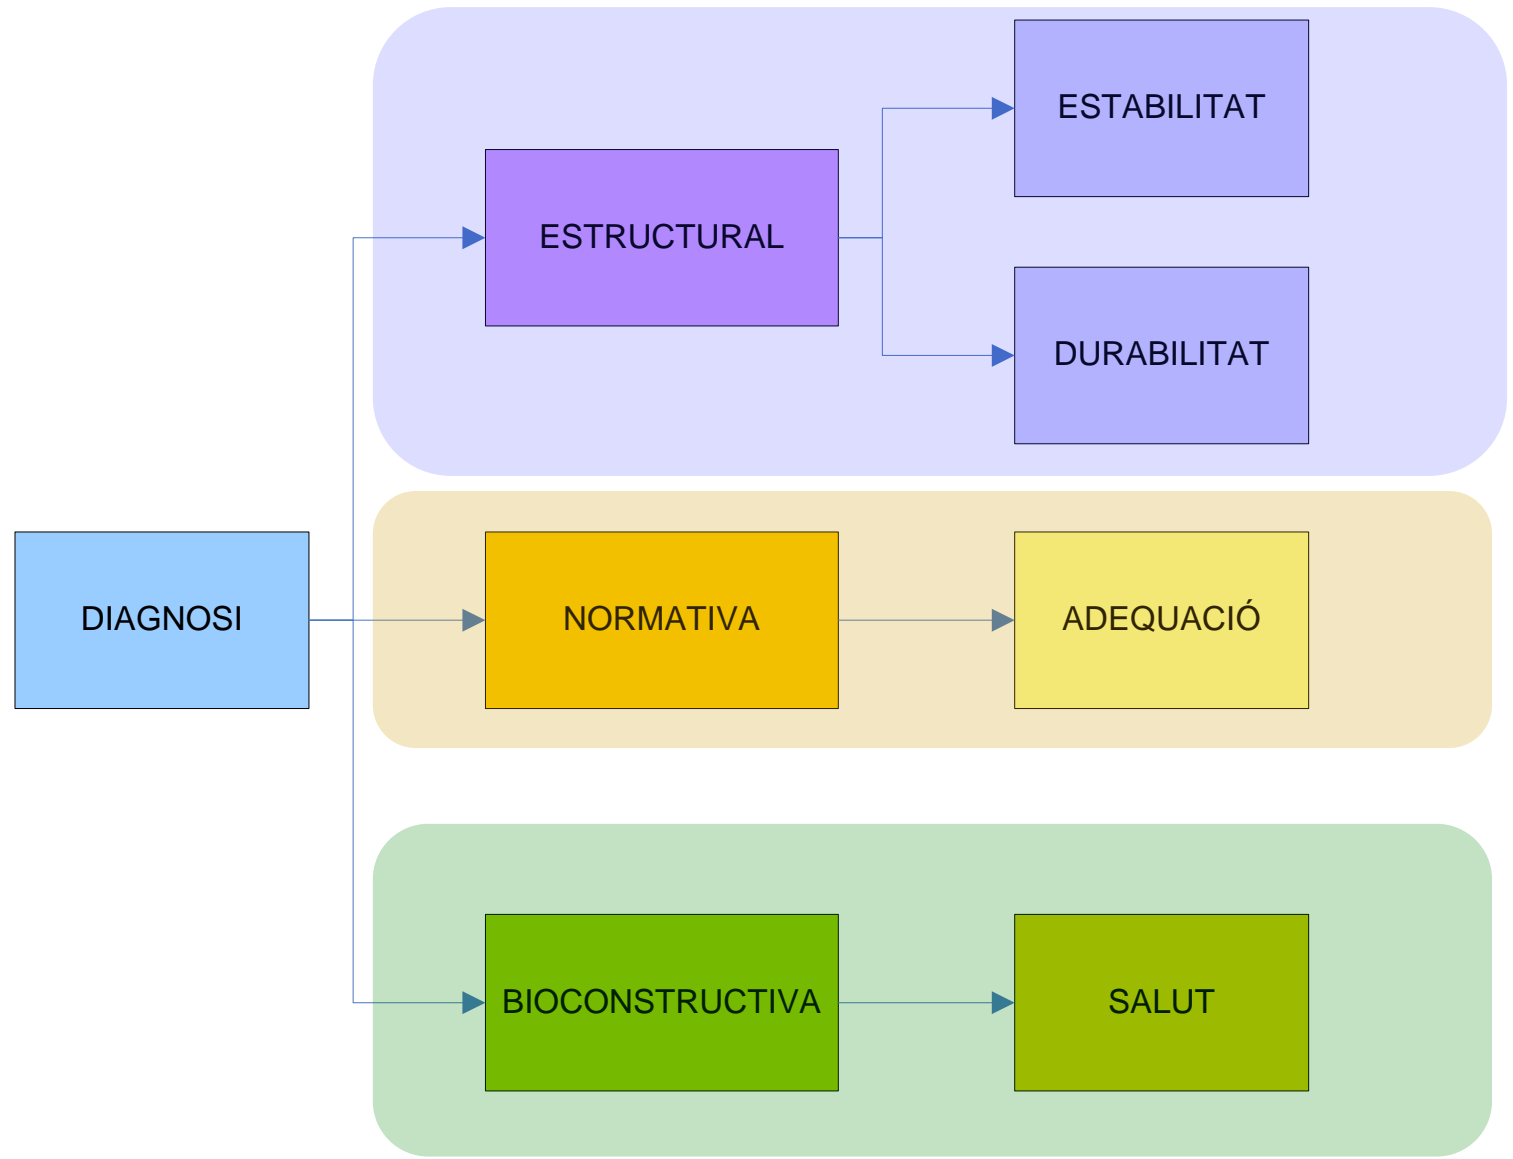 DIAGNOSI
ESTRUCTURAL
ESTABILITAT
DURABILITAT
NORMATIVA
ADEQUACIÓ
BIOCONSTRUCTIVA
SALUT